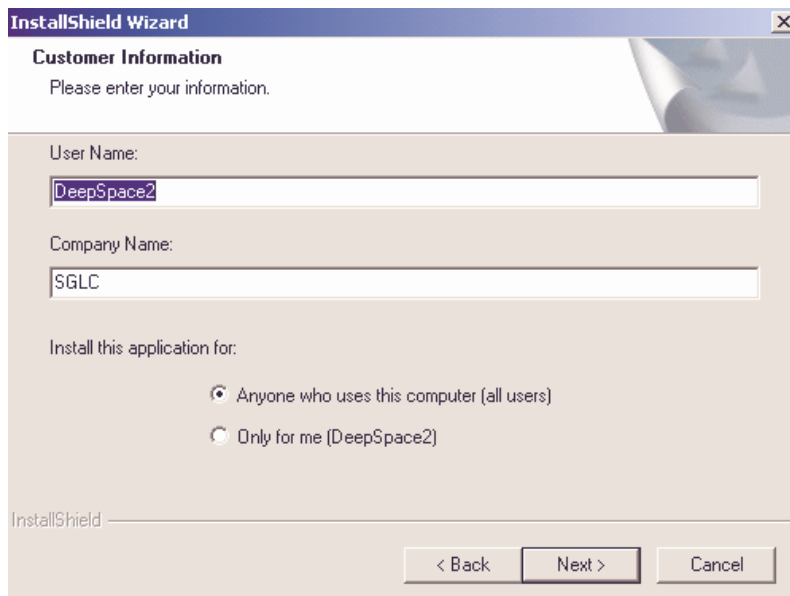 InstallShield Wizard
Customer Information
Please enter your information.
User Name:
DeepSpace2
Company Name:
SGLC
Install this application for:
Anyone who uses this computer (all users)
Only for me (DeepSpace2)
InstallShield
< Back Next > Cancel